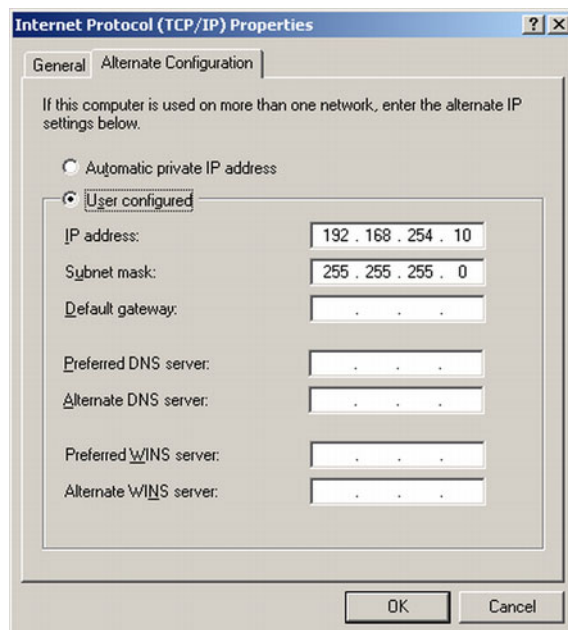 Internet Protocol (TCP/IP) Properties
General
Alternate Configuration
If this computer is used on more than one network, enter the alternate IP
settings below.
Automatic private IP address
User configured
IP address: 192 . 168 . 254 . 10
Subnet mask: 255 . 255 . 255 . 0
Default gateway: . . .
Preferred DNS server: . . .
Alternate DNS server: . . .
Preferred WINS server: . . .
Alternate WINS server: . . .
OK
Cancel